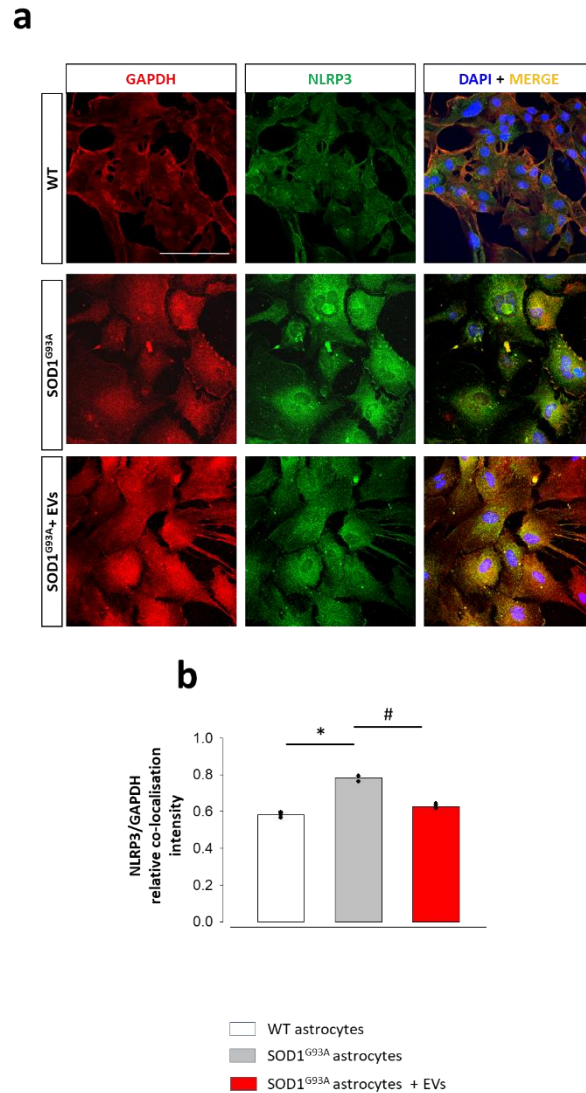 a
GAPDH
NLRP3
DAPI + MERGE
WT
SOD1G93A
SOD1G93A+ EVs
b
NLRP3/GAPDH
relative co-localisation
intensity
1.0
0.8
0.6
0.4
0.2
0.0
*
#
WT astrocytes
SOD1G93A astrocytes
SOD1G93A astrocytes + EVs